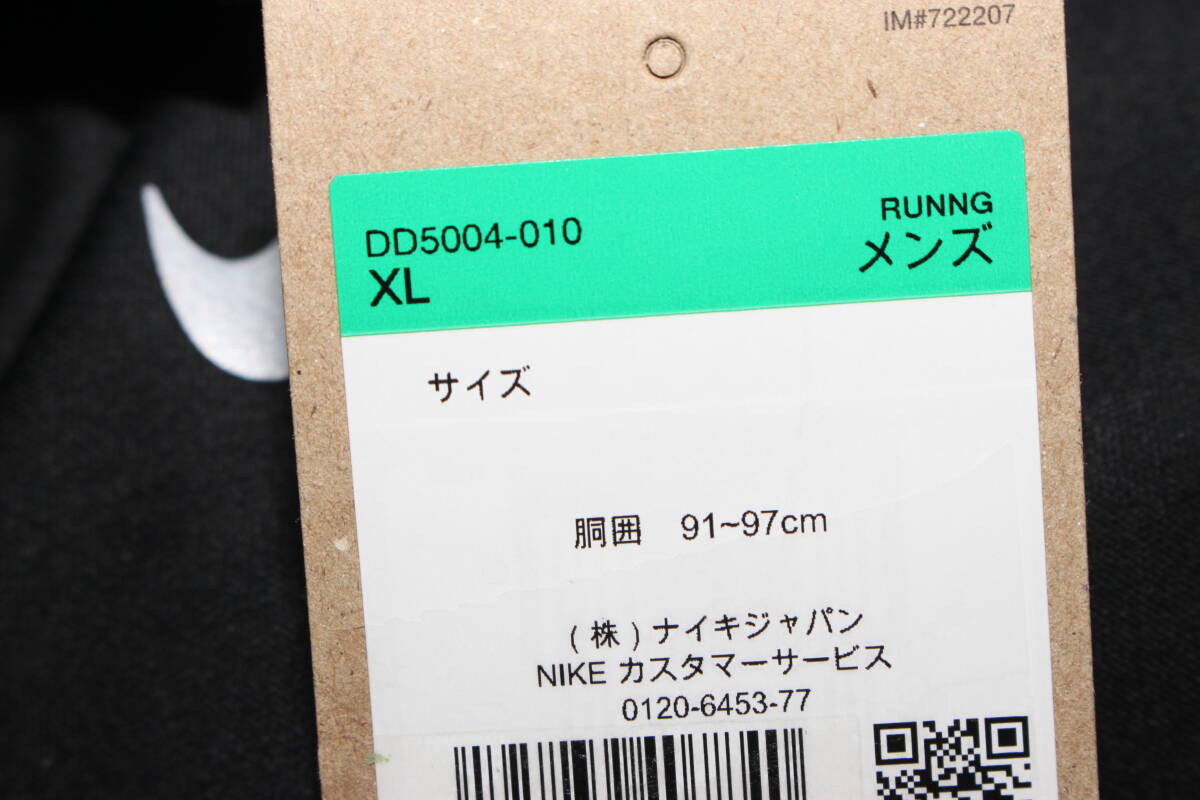 IM#722207
DD5004-010
XL
RUNNG
メンズ
サイズ
胴囲 91~97cm
(株)ナイキジャパン
NIKE カスタマーサービス
0120-6453-77